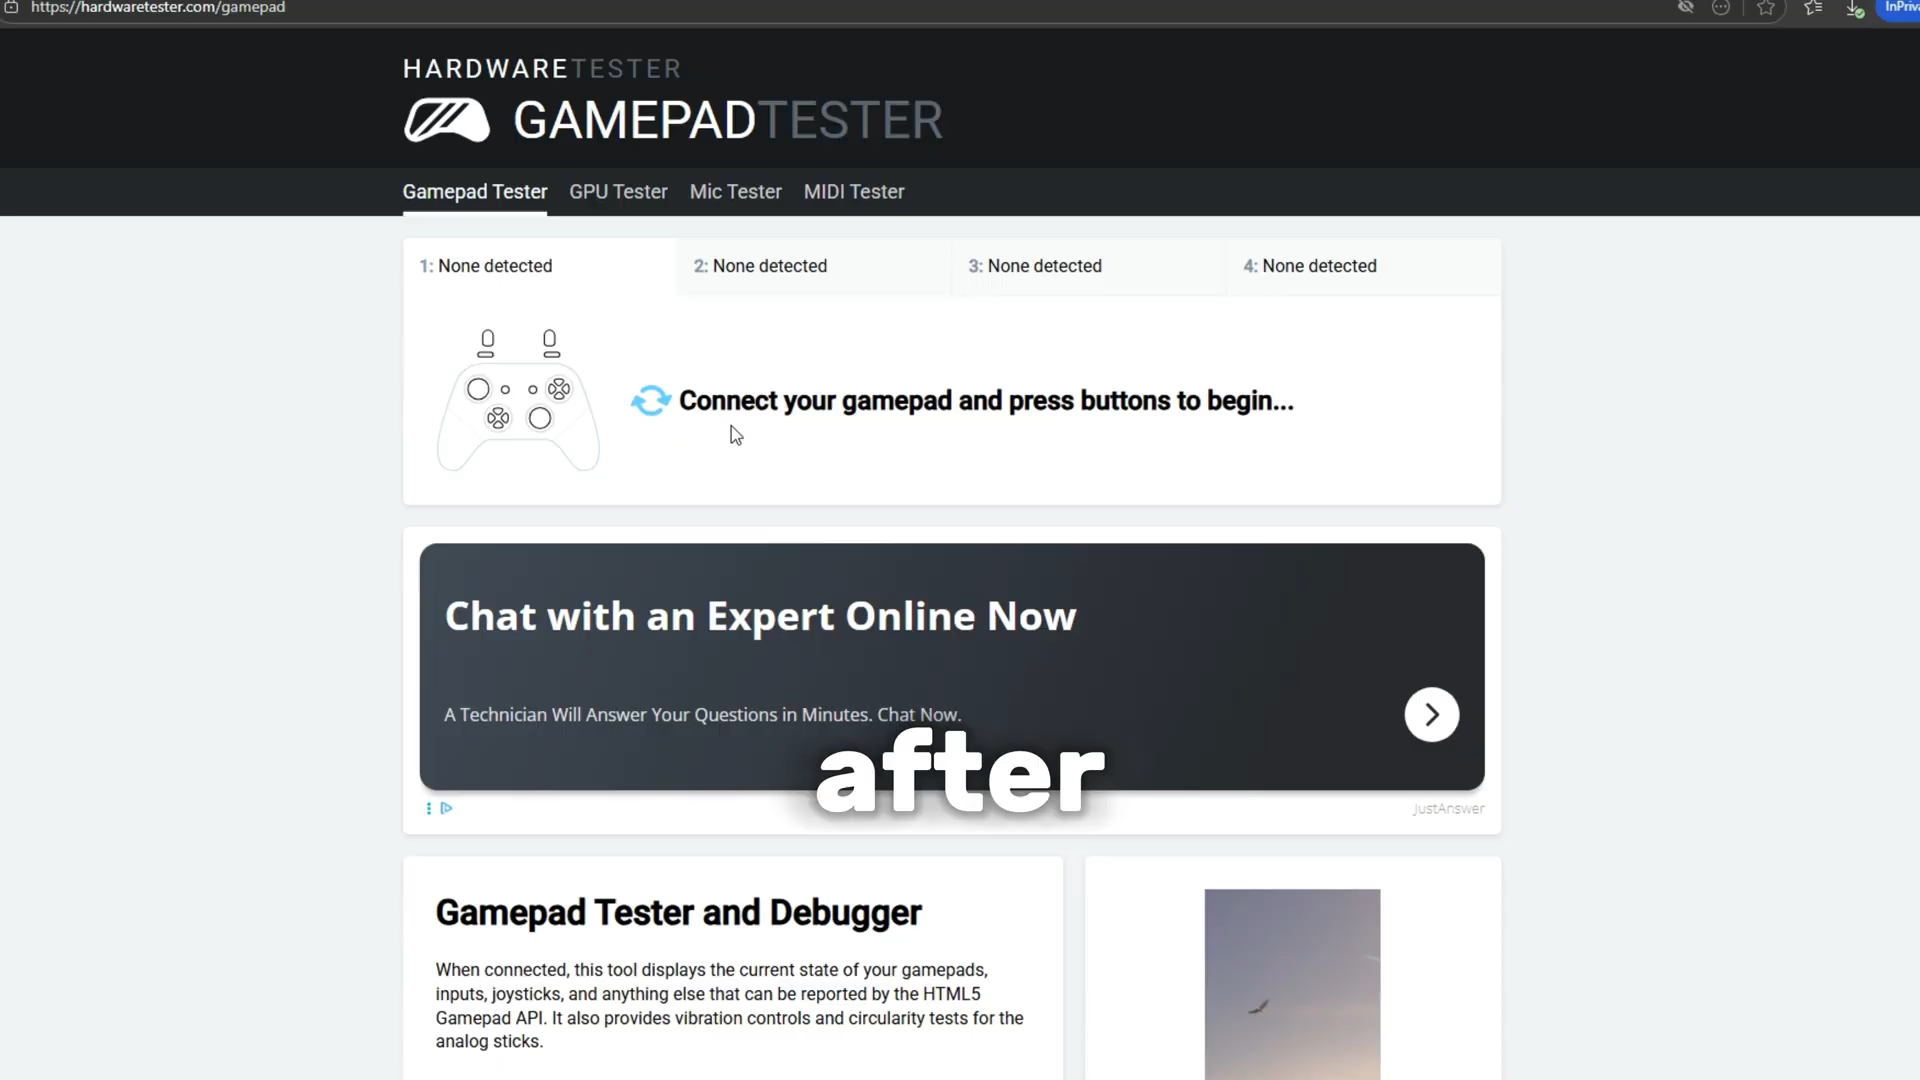 https://hardwaretester.com/gamepad
HARDWARETESTER
GAMEPADTESTER
Gamepad Tester GPU Tester Mic Tester MIDI Tester
1: None detected 2: None detected 3: None detected 4: None detected
Connect your gamepad and press buttons to begin...
Chat with an Expert Online Now
A Technician Will Answer Your Questions in Minutes. Chat Now.
after
JustAnswer
Gamepad Tester and Debugger
When connected, this tool displays the current state of your gamepads,
inputs, joysticks, and anything else that can be reported by the HTML5
Gamepad API. It also provides vibration controls and circularity tests for the
analog sticks.